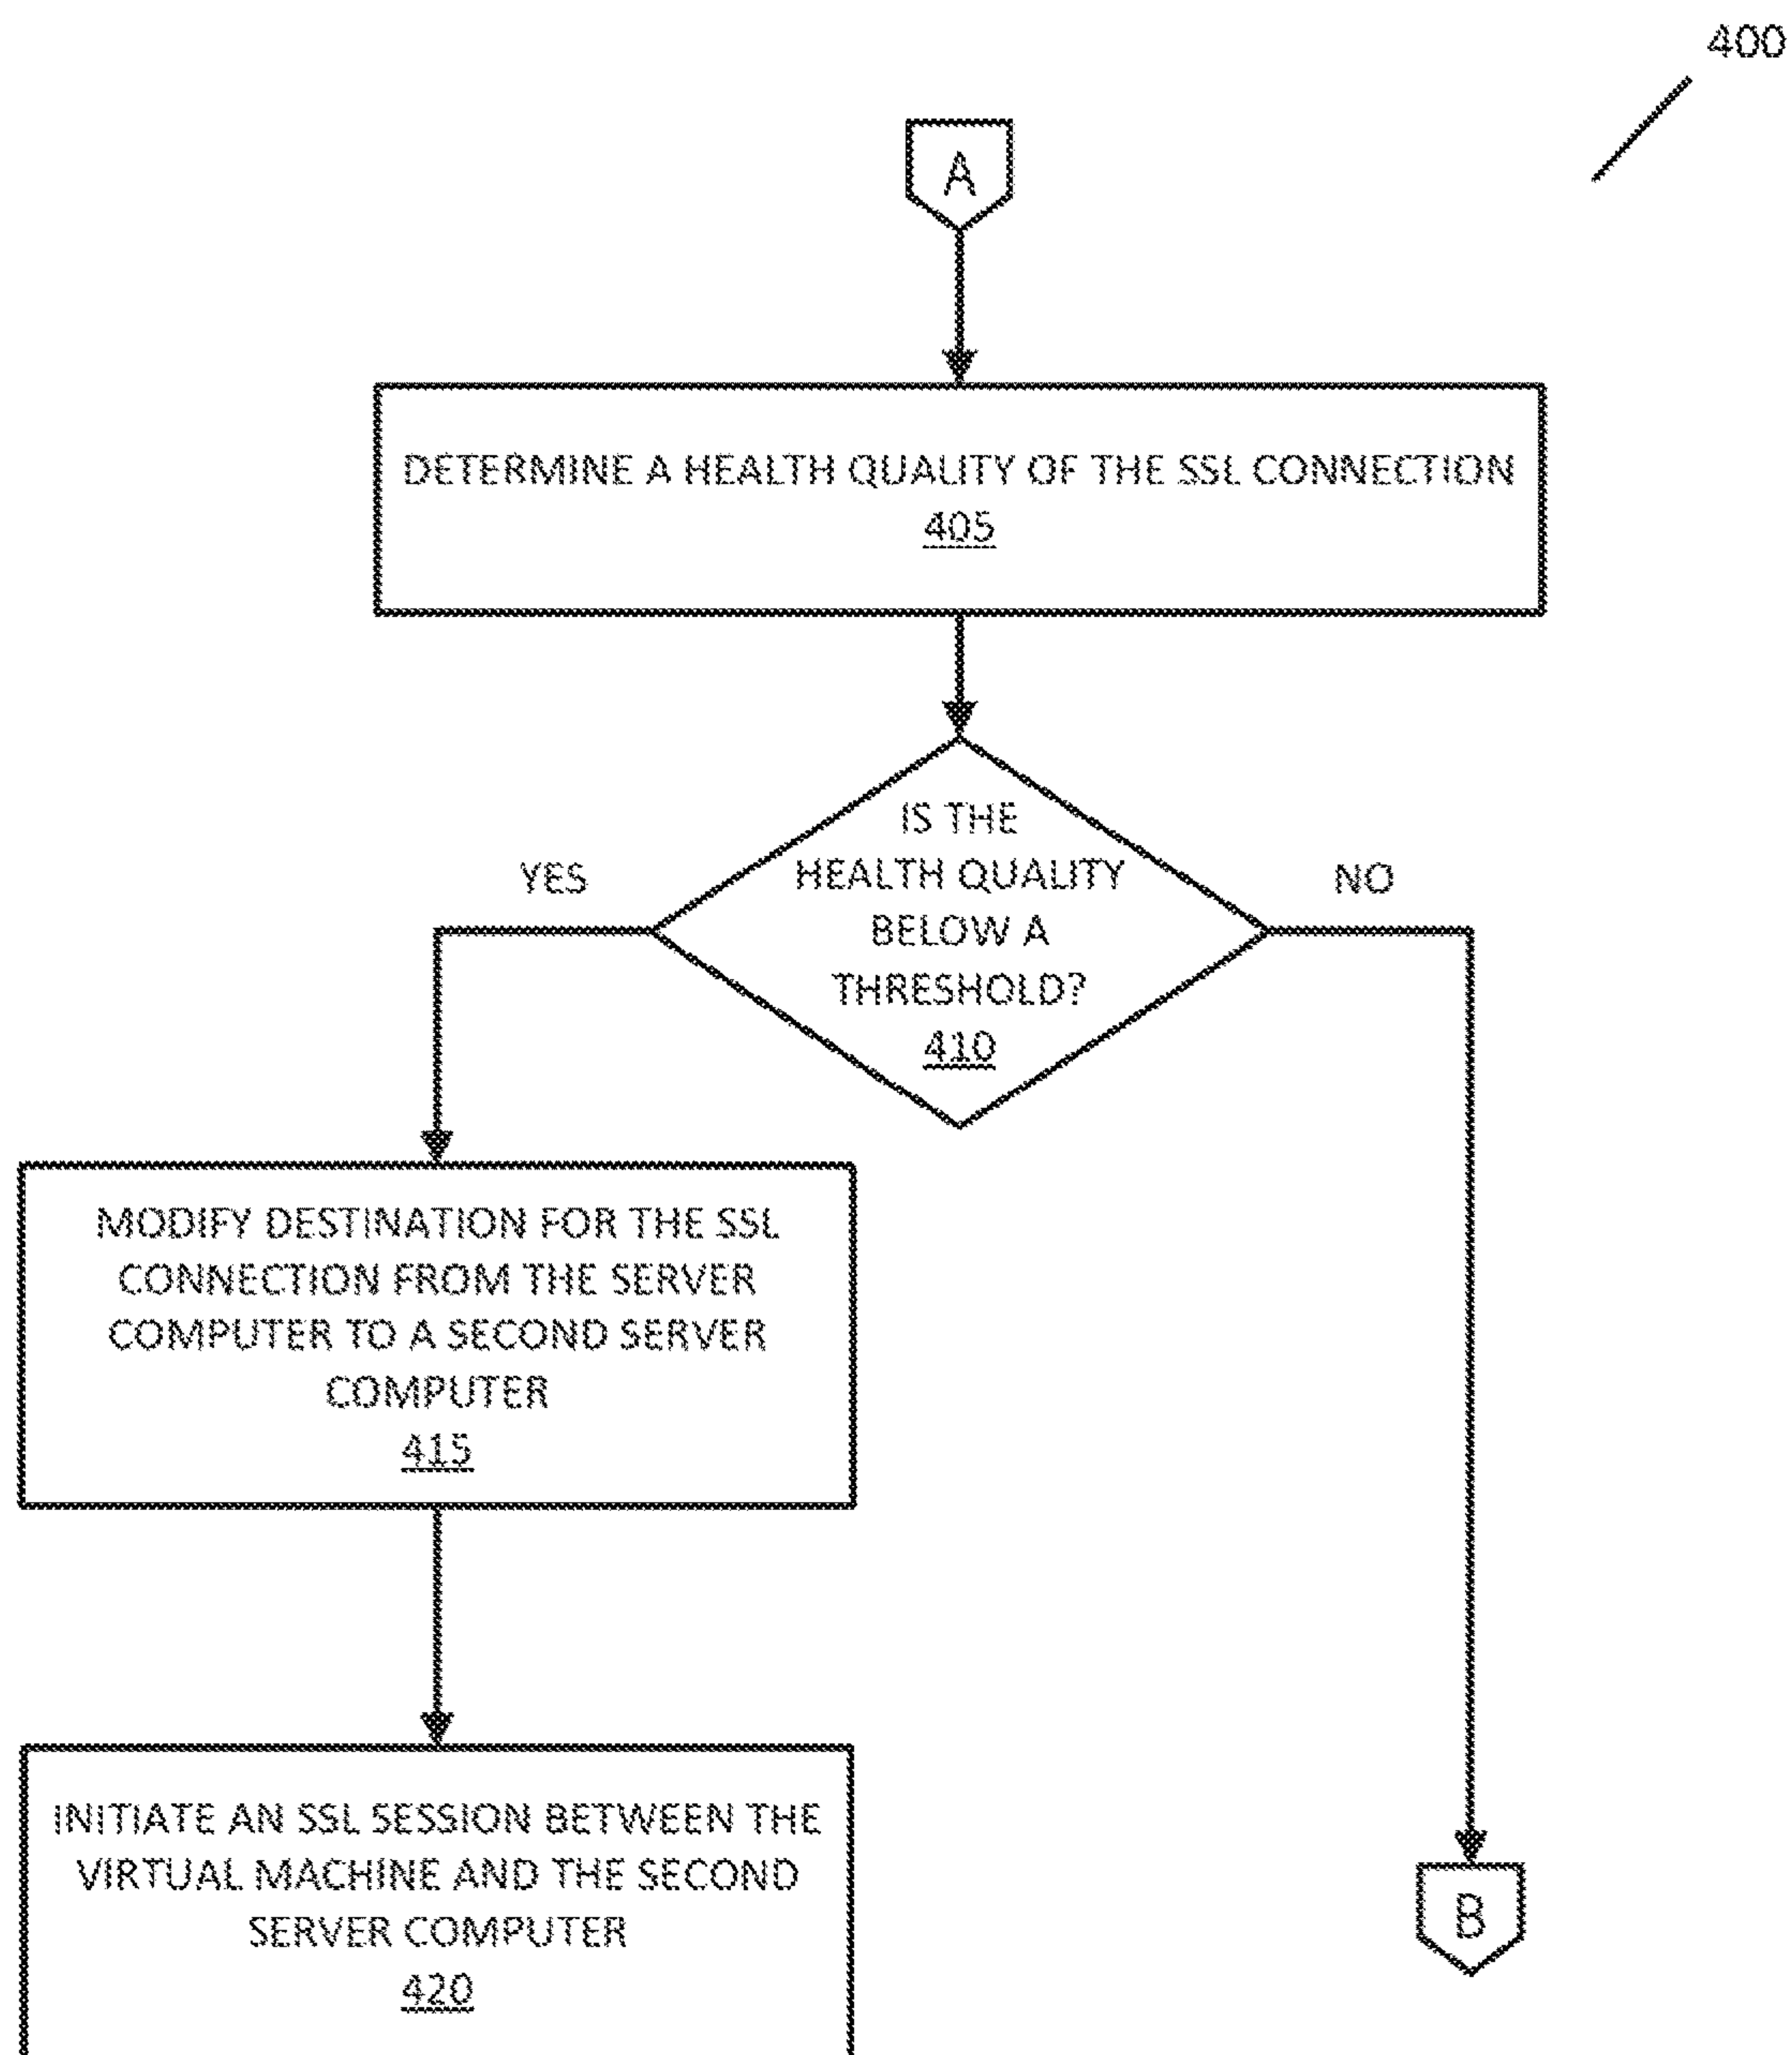 400
A
DETERMINE A HEALTH QUALITY OF THE SSL CONNECTION
405
IS THE
HEALTH QUALITY
BELOW A
THRESHOLD?
410
YES
NO
MODIFY DESTINATION FOR THE SSL
CONNECTION FROM THE SERVER
COMPUTER TO A SECOND SERVER
COMPUTER
415
INITIATE AN SSL SESSION BETWEEN THE
VIRTUAL MACHINE AND THE SECOND
SERVER COMPUTER
420
B